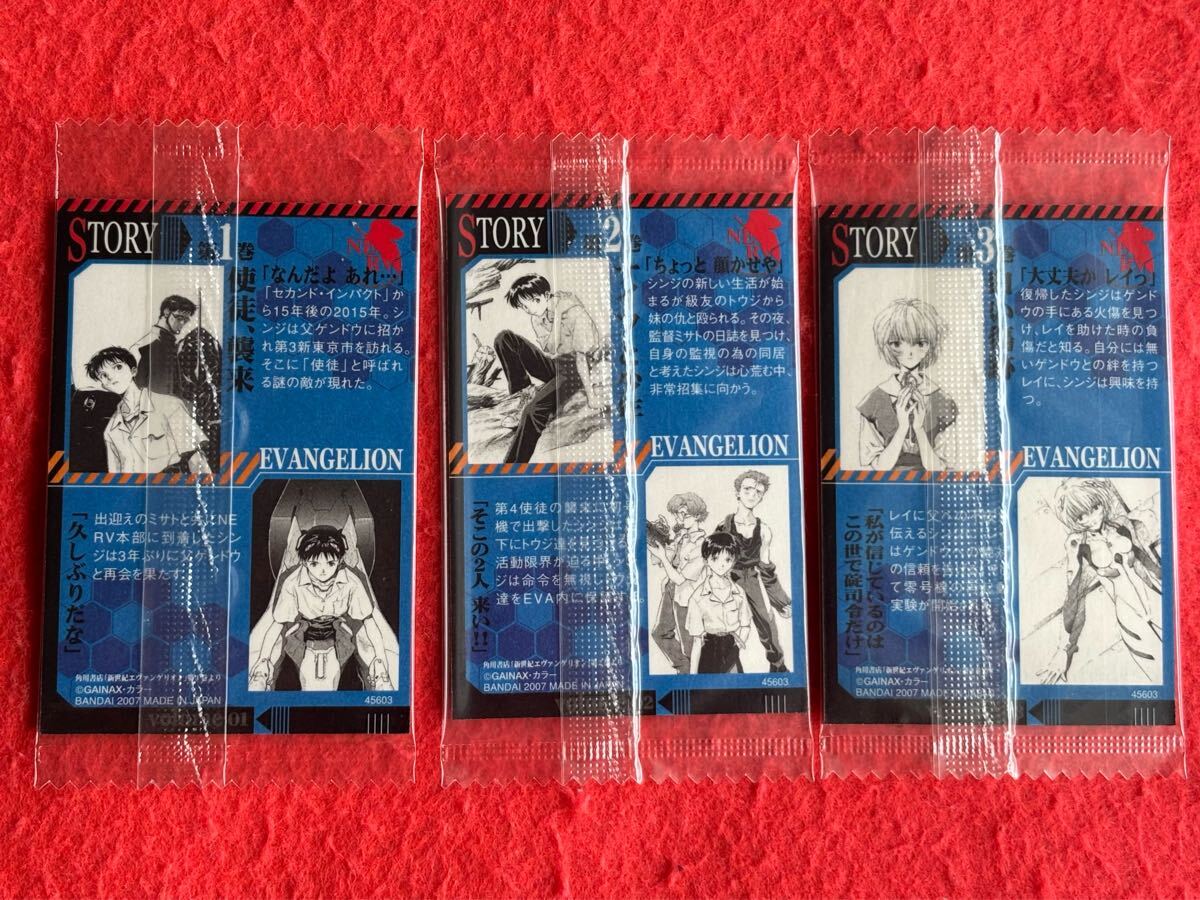 STORY
第1巻
使徒、襲来
「なんだよ あれ…」
「セカンド・インパクト」か
ら15年後の2015年。シ
ンジは父ゲンドウに招か
れ第3新東京市を訪れる。
そこに「使徒」と呼ばれ
る謎の敵が現れた。
EVANGELION
出迎えのミサトと共にNE
RV本部に到着したシン
ジは3年ぶりに父ゲンドウ
と再会を果たす。
「久しぶりだな」
角川書店「新世紀エヴァンゲリオン」
より
©GAINAX・カラー
BANDAI 2007 MADE IN JAPAN
45603
volume 01
STORY
2巻
「ちょっと 顔かせや」
シンジの新しい生活が始
まるが級友のトウジから
妹の仇と殴られる。その夜、
監督ミサトの日誌を見つけ、
自身の監視の為の同居
と考えたシンジは心荒む中、
非常招集に向かう。
EVANGELION
第4使徒の襲来
機で出撃したシン
下にトウジ達
活動限界が迫る中
ジは命令を無視し
達をEVA内に保
「そこの2人 来い!!」
角川書店「新世紀エヴァンゲリオン」
©GAINAX・カラー
BANDAI 2007 MADE IN
45603
2
STORY
3
「大丈夫か レイっ」
復帰したシンジはゲンド
ウの手にある火傷を見つ
け、レイを助けた時の負
傷だと知る。自分には無
いゲンドウとの絆を持つ
レイに、シンジは興味を持
つ。
EVANGELION
レイに父
伝えるシン
はゲンドウ
の信頼を
て零号機
実験が開
「私が信じているのは
この世で碇司令だけ」
角川書店「新世紀エヴァンゲリオン
©GAINAX・カラー
BANDAI 2007 MADE
45603